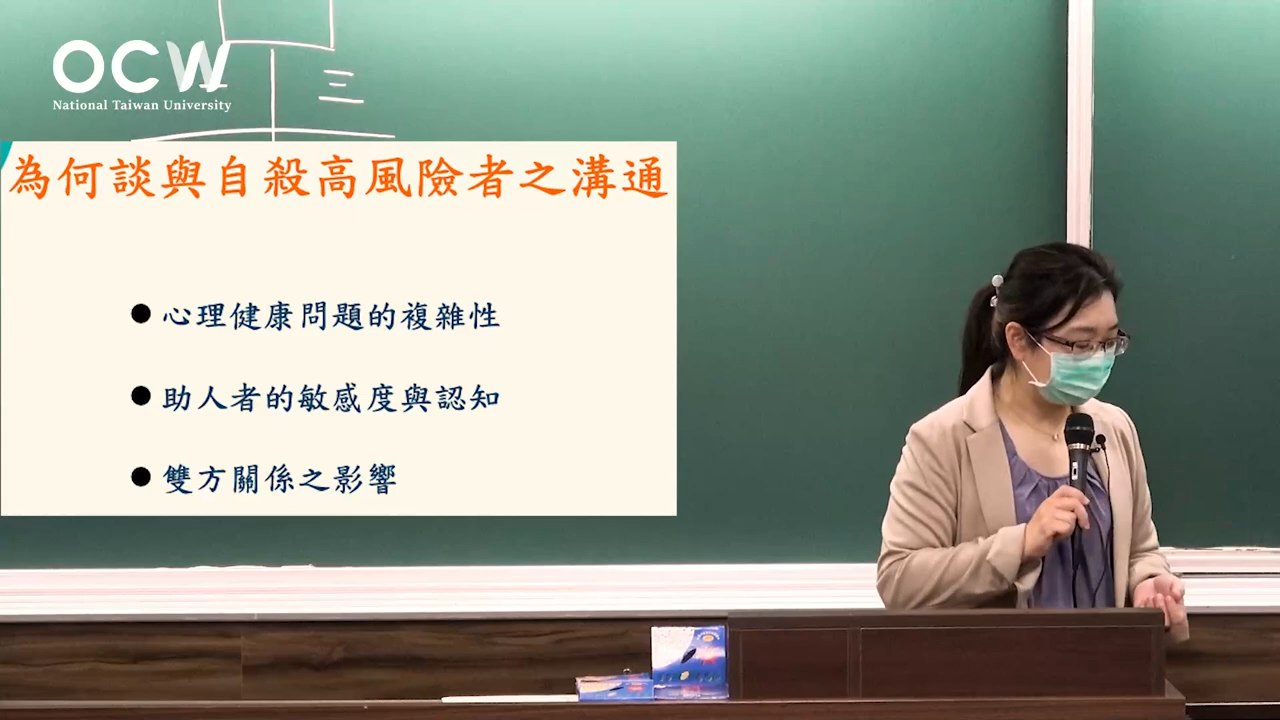 OCW
National Taiwan University
三
為何談與自殺高風險者之溝通
心理健康問題的複雜性
助人者的敏感度與認知
雙方關係之影響